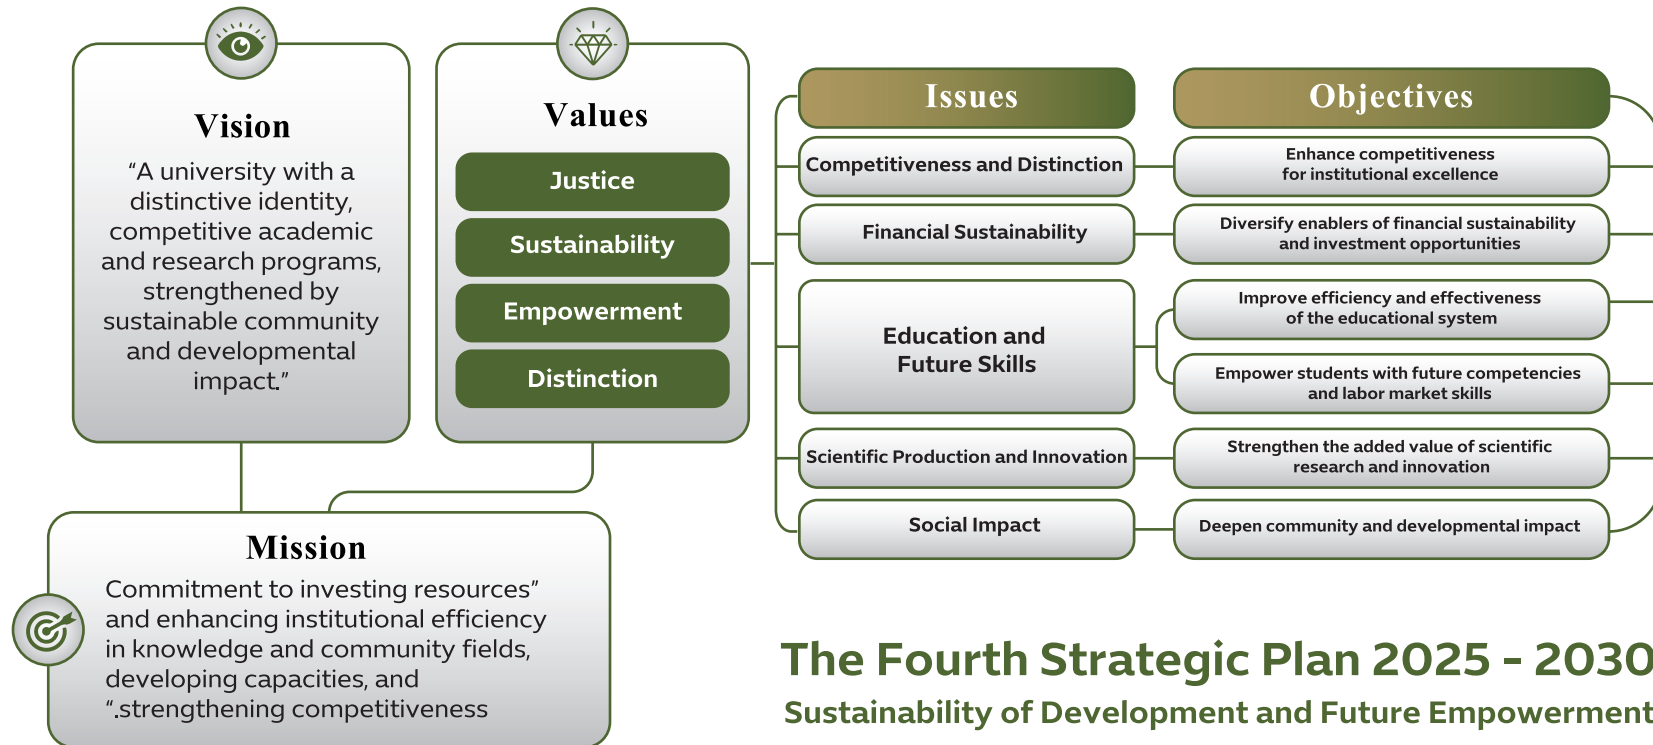 Vision
“A university with a
distinctive identity,
competitive academic
and research programs,
strengthened by
sustainable community
and developmental
impact.”
Values
Justice
Sustainability
Empowerment
Distinction
Mission
Commitment to investing resources”
and enhancing institutional efficiency
in knowledge and community fields,
developing capacities, and
“.strengthening competitiveness
Issues
Objectives
Competitiveness and Distinction
Enhance competitiveness
for institutional excellence
Financial Sustainability
Diversify enablers of financial sustainability
and investment opportunities
Education and
Future Skills
Improve efficiency and effectiveness
of the educational system
Empower students with future competencies
and labor market skills
Scientific Production and Innovation
Strengthen the added value of scientific
research and innovation
Social Impact
Deepen community and developmental impact
The Fourth Strategic Plan 2025 - 2030
Sustainability of Development and Future Empowerment